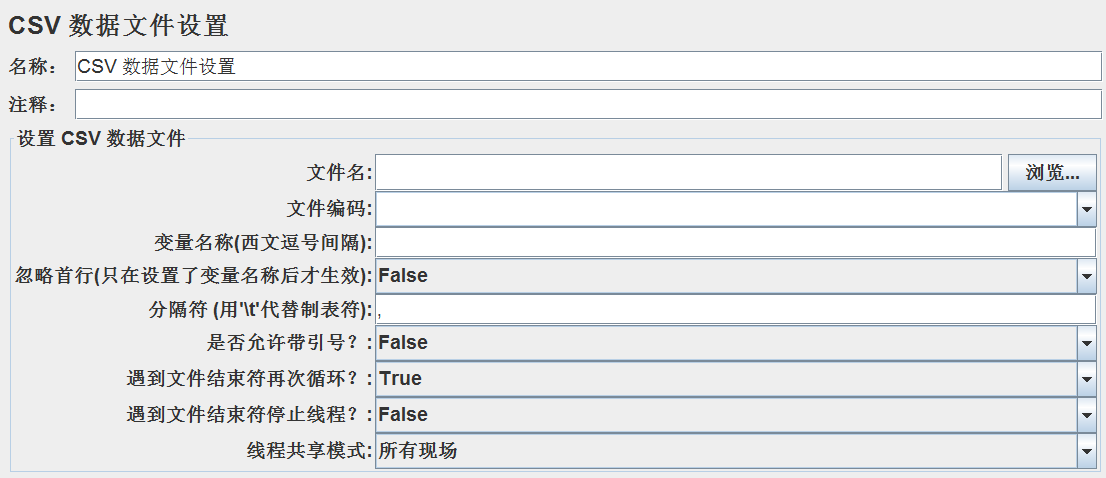 CSV 数据文件设置
名称： CSV 数据文件设置
注释：
设置 CSV 数据文件
文件名: 浏览...
文件编码:
变量名称(西文逗号间隔):
忽略首行(只在设置了变量名称后才生效): False
分隔符 (用'\t'代替制表符): ,
是否允许带引号？: False
遇到文件结束符再次循环？: True
遇到文件结束符停止线程？: False
线程共享模式: 所有现场